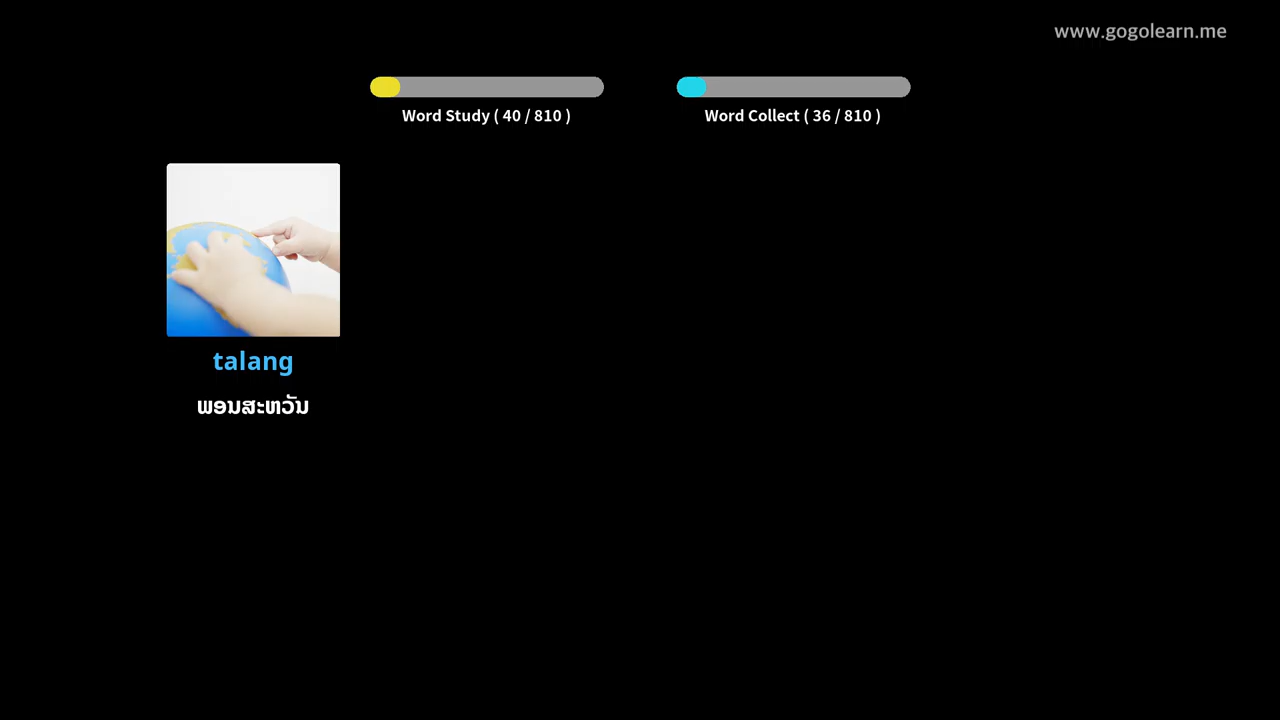 www.gogolearn.me
Word Study ( 40 / 810 )
Word Collect ( 36 / 810 )
talang
ພອນສະຫວັນ